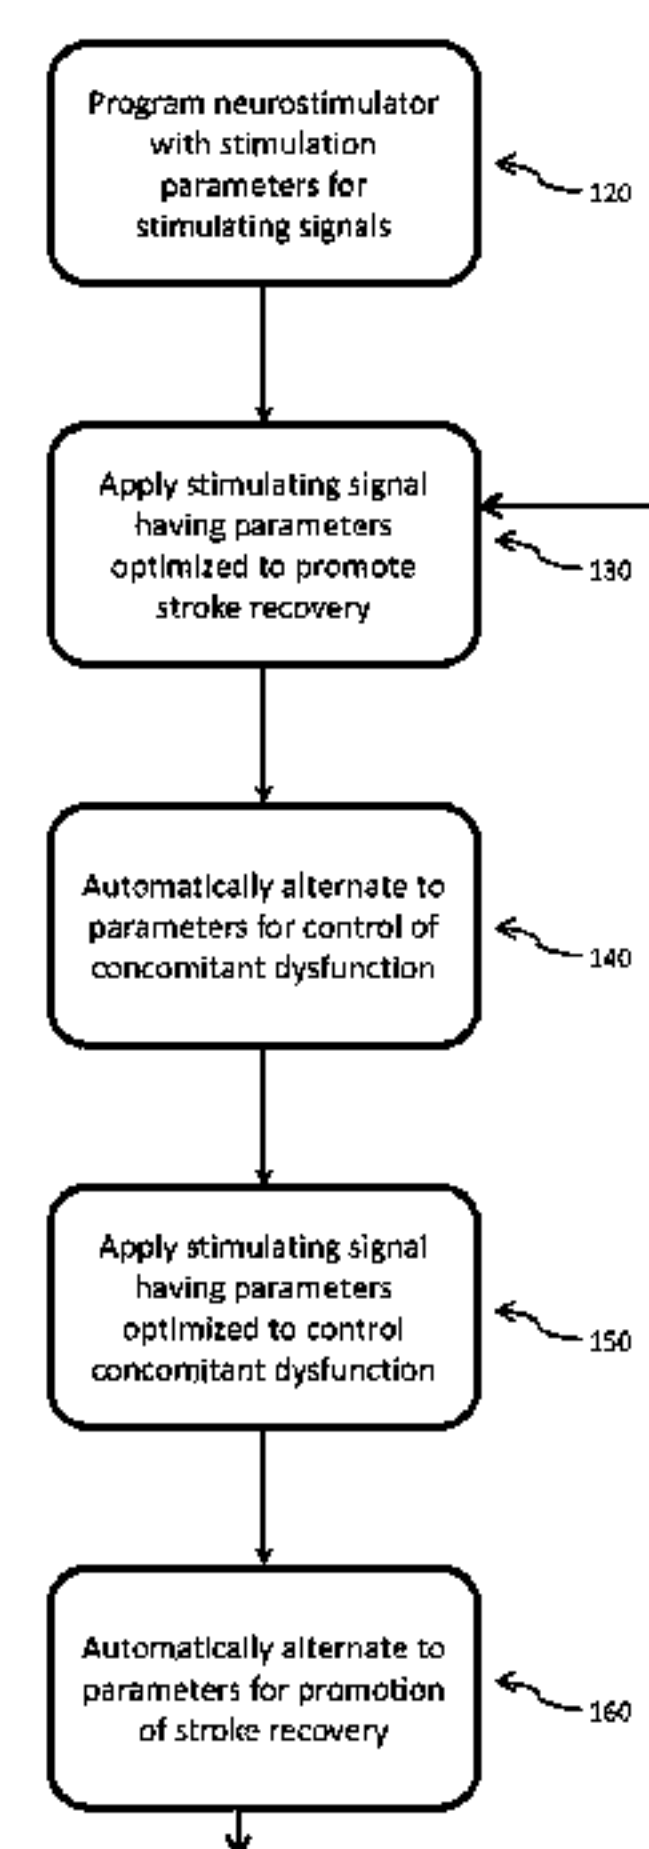 Program neurostimulator
with stimulation
parameters for
stimulating signals
120
Apply stimulating signal
having parameters
optimized to promote
stroke recovery
130
Automatically alternate to
parameters for control of
concomitant dysfunction
140
Apply stimulating signal
having parameters
optimized to control
concomitant dysfunction
150
Automatically alternate to
parameters for promotion
of stroke recovery
160